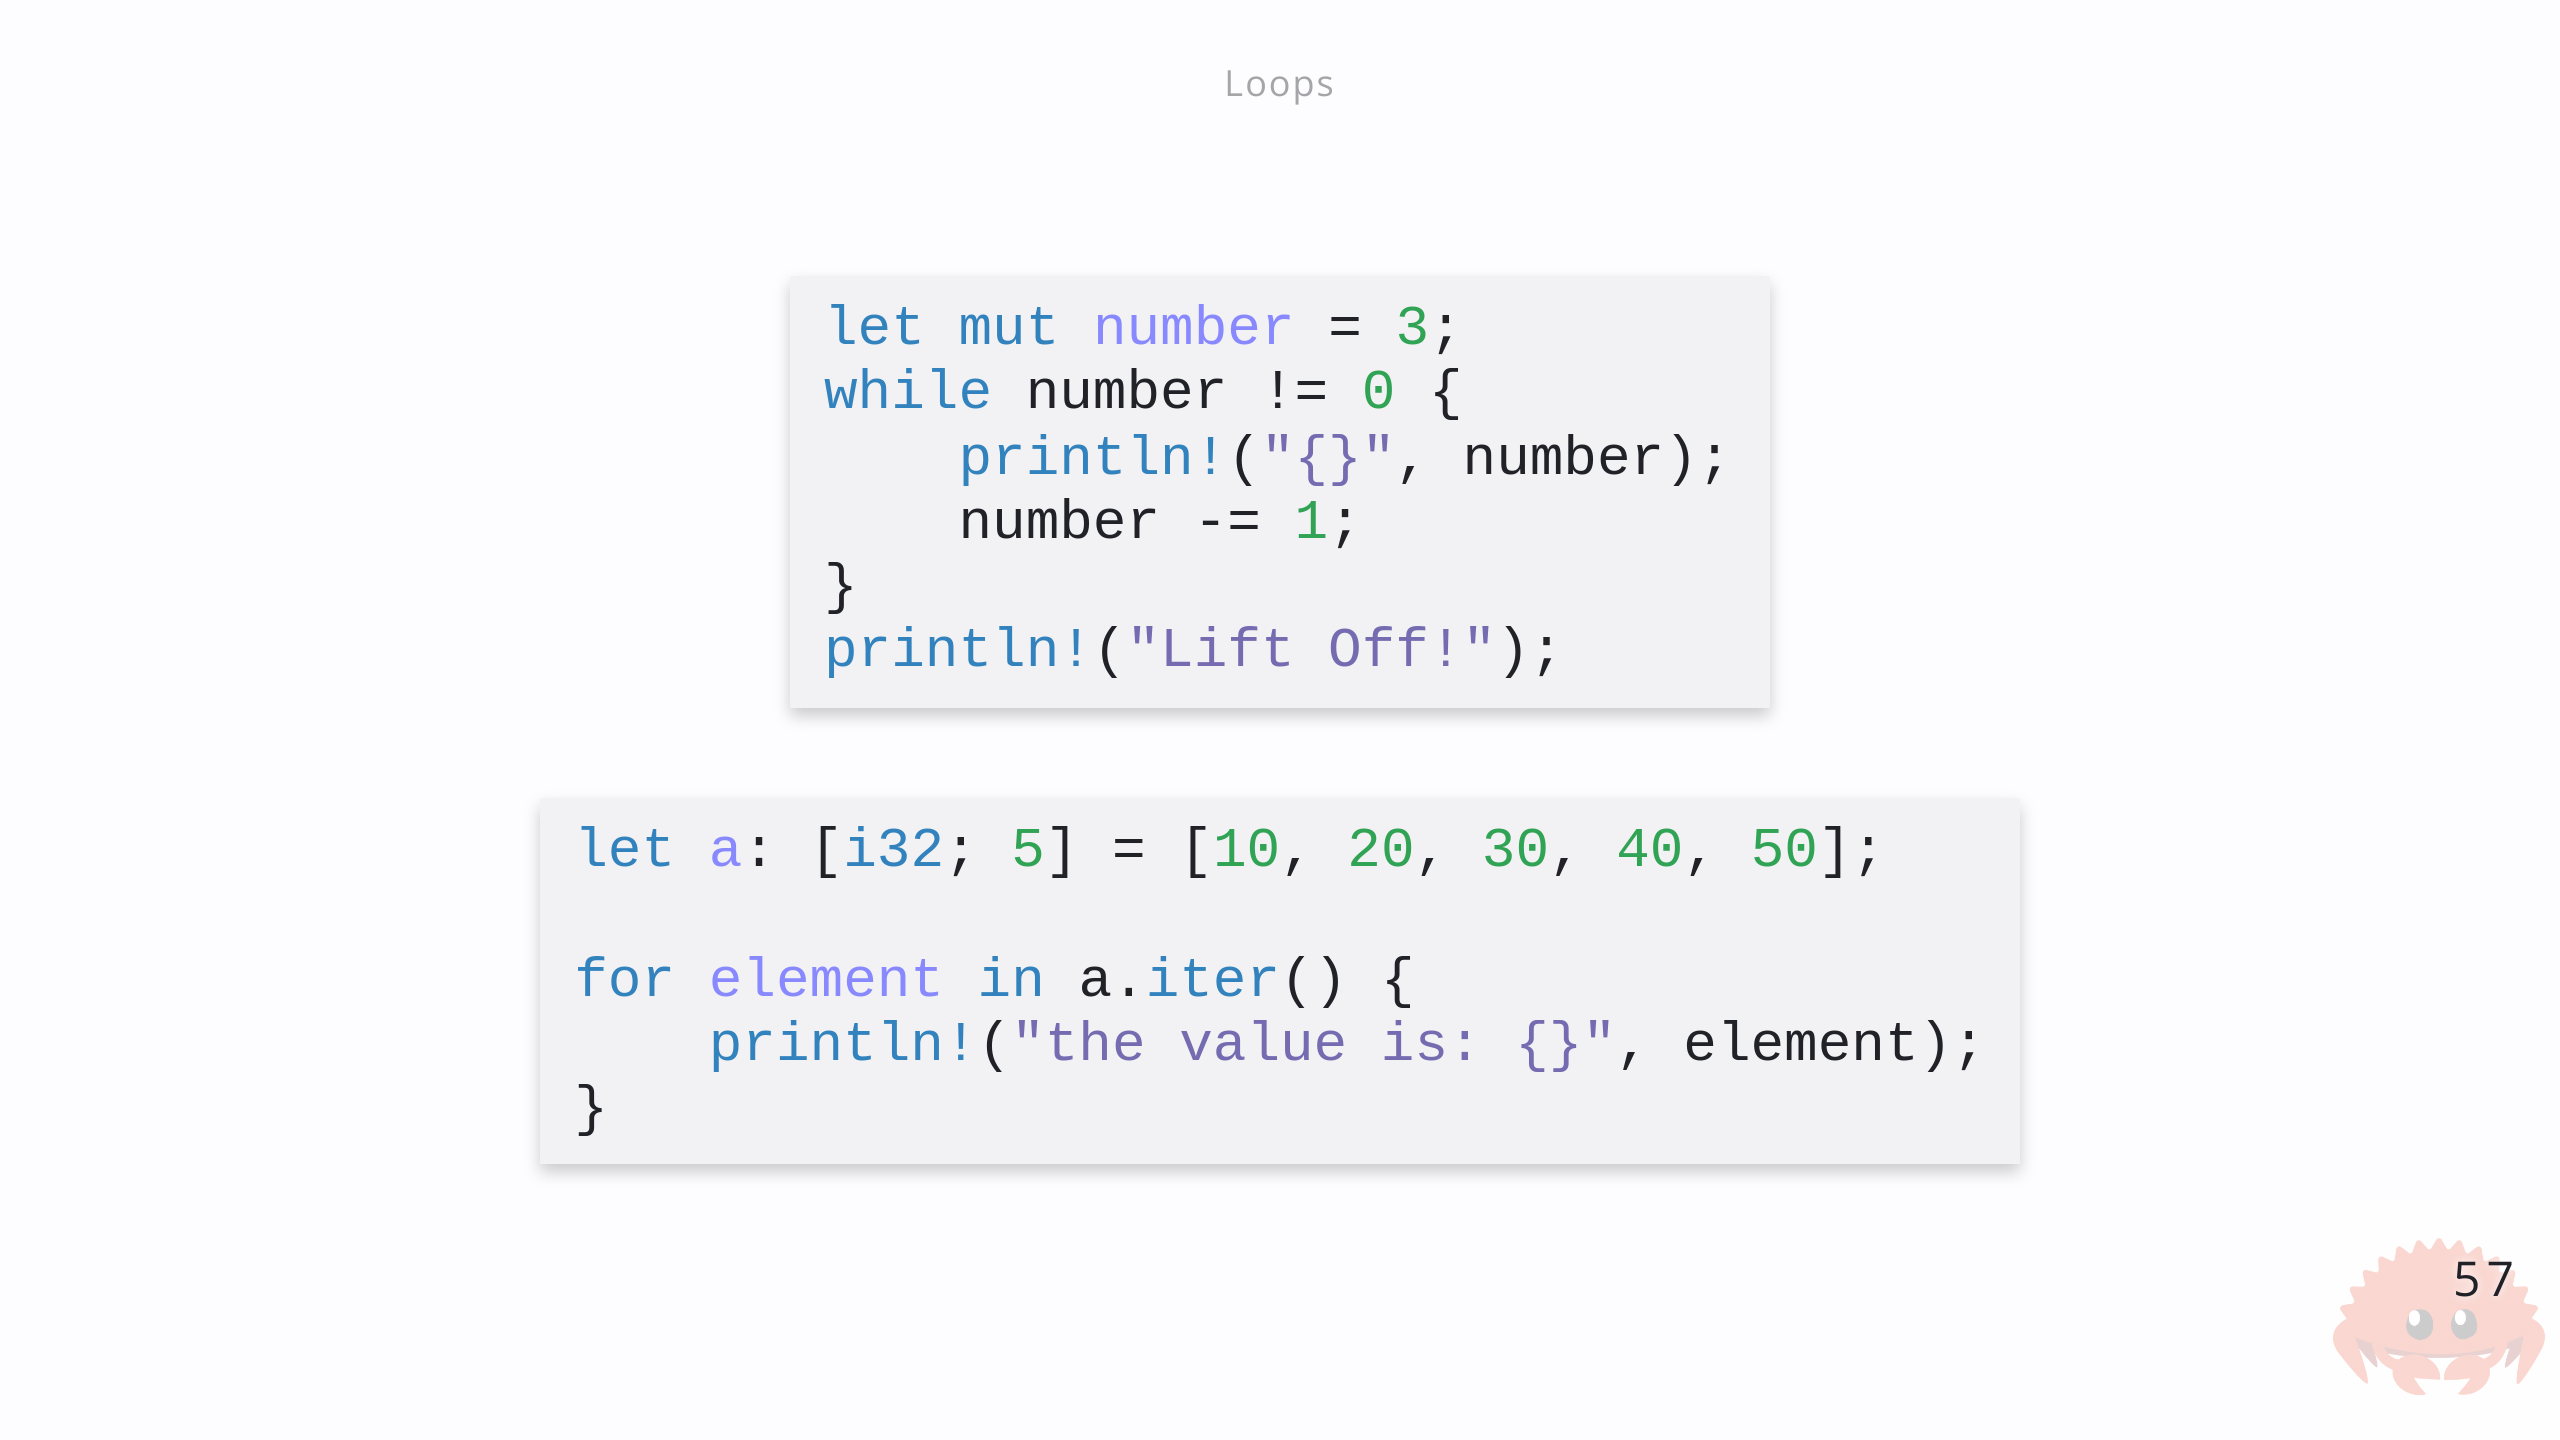 Loops
let mut number = 3;
while number != 0 {
    println!("{}", number);
    number -= 1;
}
println!("Lift Off!");
let a: [i32; 5] = [10, 20, 30, 40, 50];
for element in a.iter() {
    println!("the value is: {}", element);
}
57